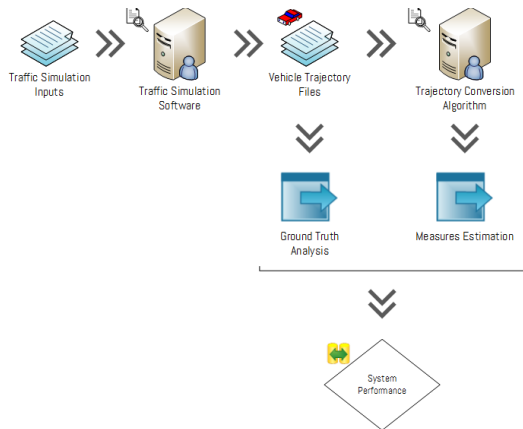 Traffic Simulation
Inputs
Traffic Simulation
Software
Vehicle Trajectory
Files
Trajectory Conversion
Algorithm
Ground Truth
Analysis
Measures Estimation
System
Performance